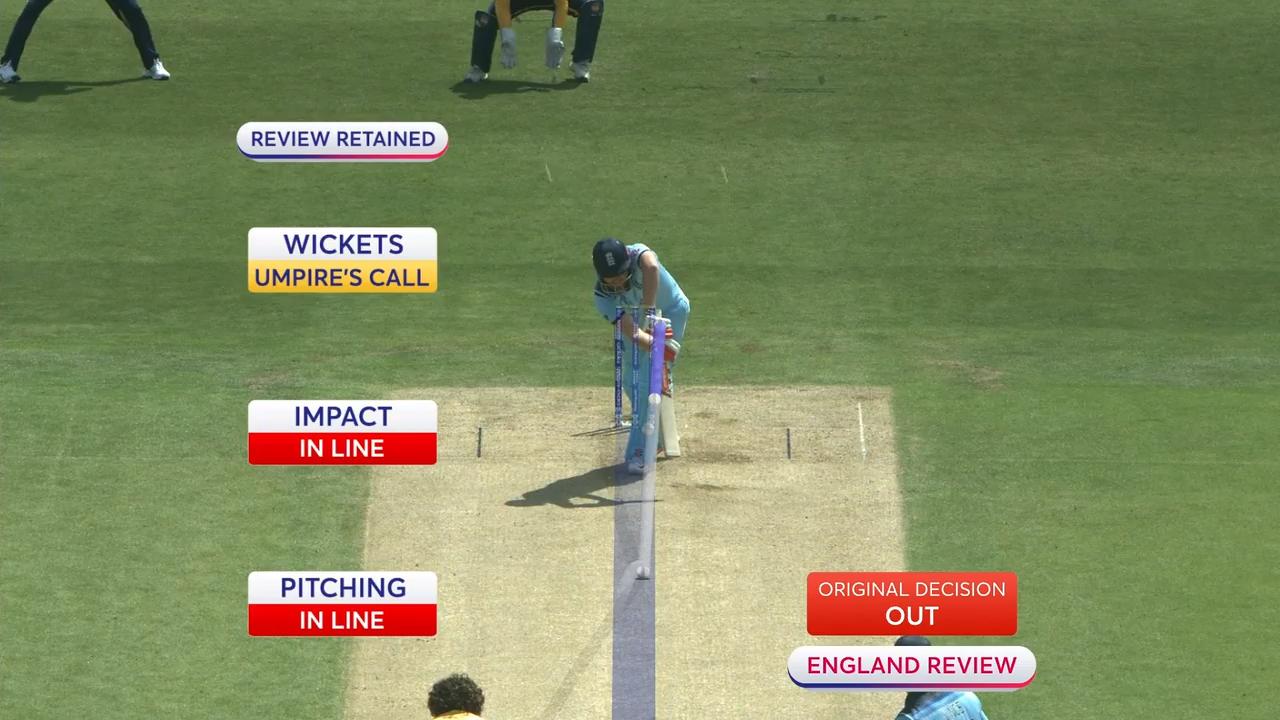 REVIEW RETAINED
WICKETS
UMPIRE'S CALL
IMPACT
IN LINE
PITCHING
IN LINE
ORIGINAL DECISION
OUT
ENGLAND REVIEW